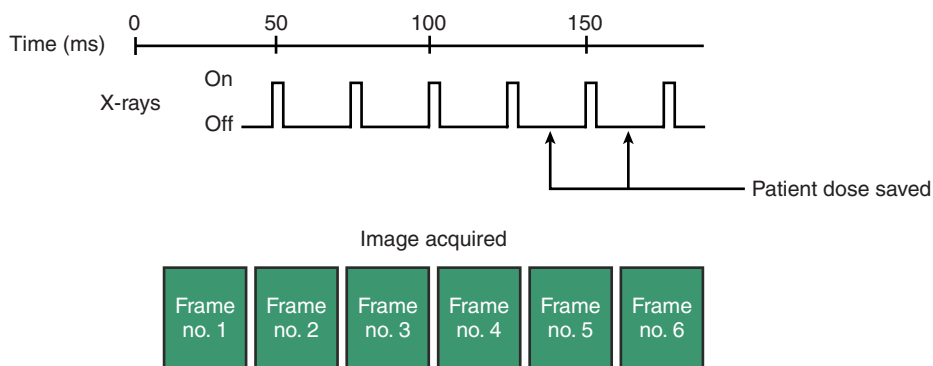 0 50 100 150
Time (ms)
On
X-rays
Off
Patient dose saved
Image acquired
Frame no. 1
Frame no. 2
Frame no. 3
Frame no. 4
Frame no. 5
Frame no. 6